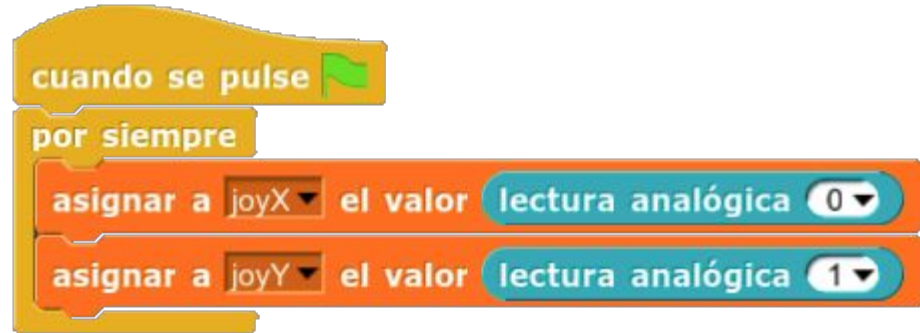 cuando se pulse
por siempre
asignar a joyX el valor lectura analógica 0
asignar a joyY el valor lectura analógica 1